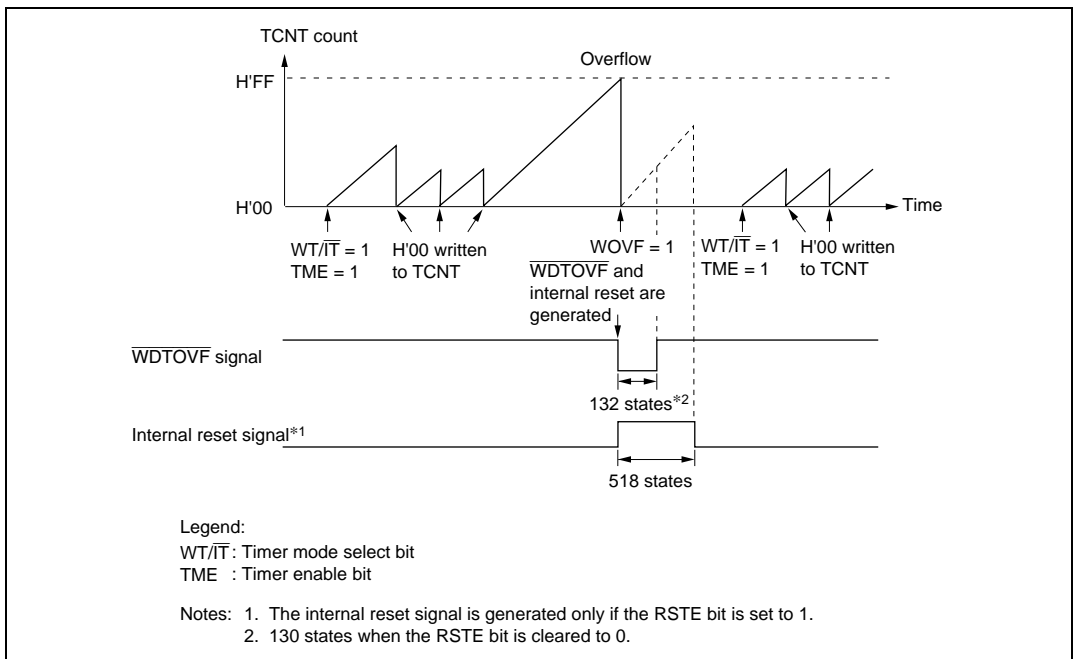 TCNT count
Overflow
H'FF
H'00
Time
WT/IT = 1
TME = 1
H'00 written
to TCNT
WOVF = 1
WDTOVF and
internal reset are
generated
WT/IT = 1
TME = 1
H'00 written
to TCNT
WDTOVF signal
132 states*2
Internal reset signal*1
518 states
Legend:
WT/IT : Timer mode select bit
TME : Timer enable bit
Notes: 1. The internal reset signal is generated only if the RSTE bit is set to 1.
2. 130 states when the RSTE bit is cleared to 0.